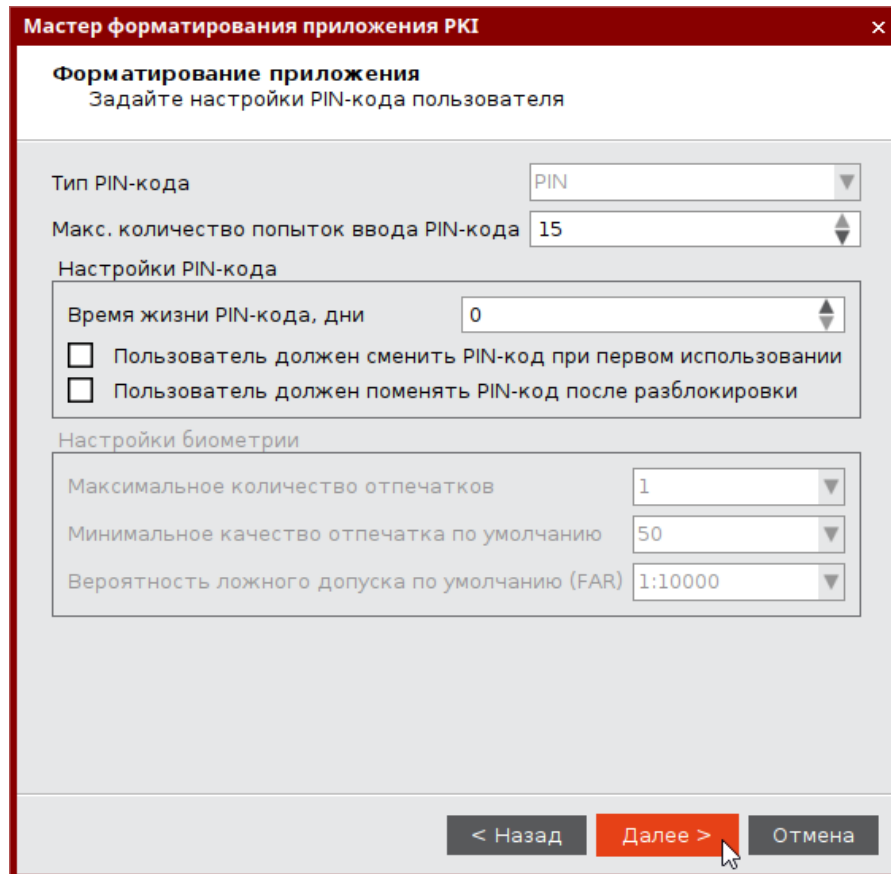 Мастер форматирования приложения PKI
Форматирование приложения
Задайте настройки PIN-кода пользователя
Тип PIN-кода PIN
Макс. количество попыток ввода PIN-кода 15
Настройки PIN-кода
Время жизни PIN-кода, дни 0
Пользователь должен сменить PIN-код при первом использовании
Пользователь должен поменять PIN-код после разблокировки
Настройки биометрии
Максимальное количество отпечатков 1
Минимальное качество отпечатка по умолчанию 50
Вероятность ложного допуска по умолчанию (FAR) 1:10000
< Назад Далее > Отмена